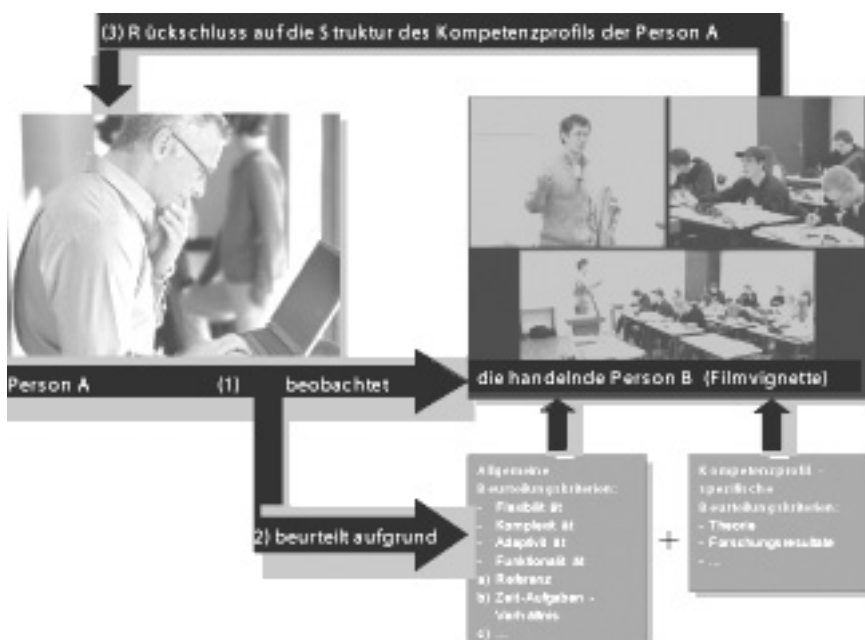 (3) Rückschluss auf die Struktur des Kompetenzprofils der Person A
Person A (1) beobachtet
die handelnde Person B (Filmvignette)
2) beurteilt aufgrund
Allgemeine
Beurteilungskriterien:
- Flexibilität
- Komplexität
- Adaptivität
- Funktionalität
a) Referenz
b) Zeit-Aufgaben -
Verhältnis
c) ...
+
Kompetenzprofil -
spezifische
Beurteilungskriterien:
- Theorie
- Forschungsresultate
- ...